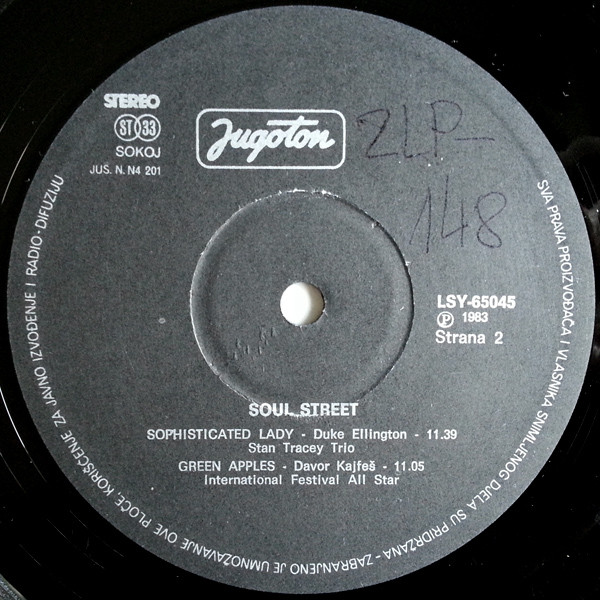 STEREO
ST 33
SOKOJ
JUŠ. N. N4 201
Jugoton
ZLP-
148
LSY-65045
Ⓟ 1983
Strana 2
SOUL STREET
SOPHISTICATED LADY - Duke Ellington - 11.39
Stan Tracey Trio
GREEN APPLES - Davor Kajfeš - 11.05
International Festival All Star
SVA PRAVA PROIZVOĐAČA I VLASNIKA SNIMLJENOG DJELA SU PRIDRŽANA - ZABRANJENO JE UMNOŽAVANJE OVE PLOČE, KORIŠĆENJE ZA JAVNO IZVOĐENJE I RADIO-DIFUZIJU